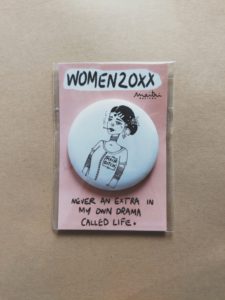 WOMEN20XX
NEVER AN EXTRA IN
MY OWN DRAMA
CALLED LIFE.